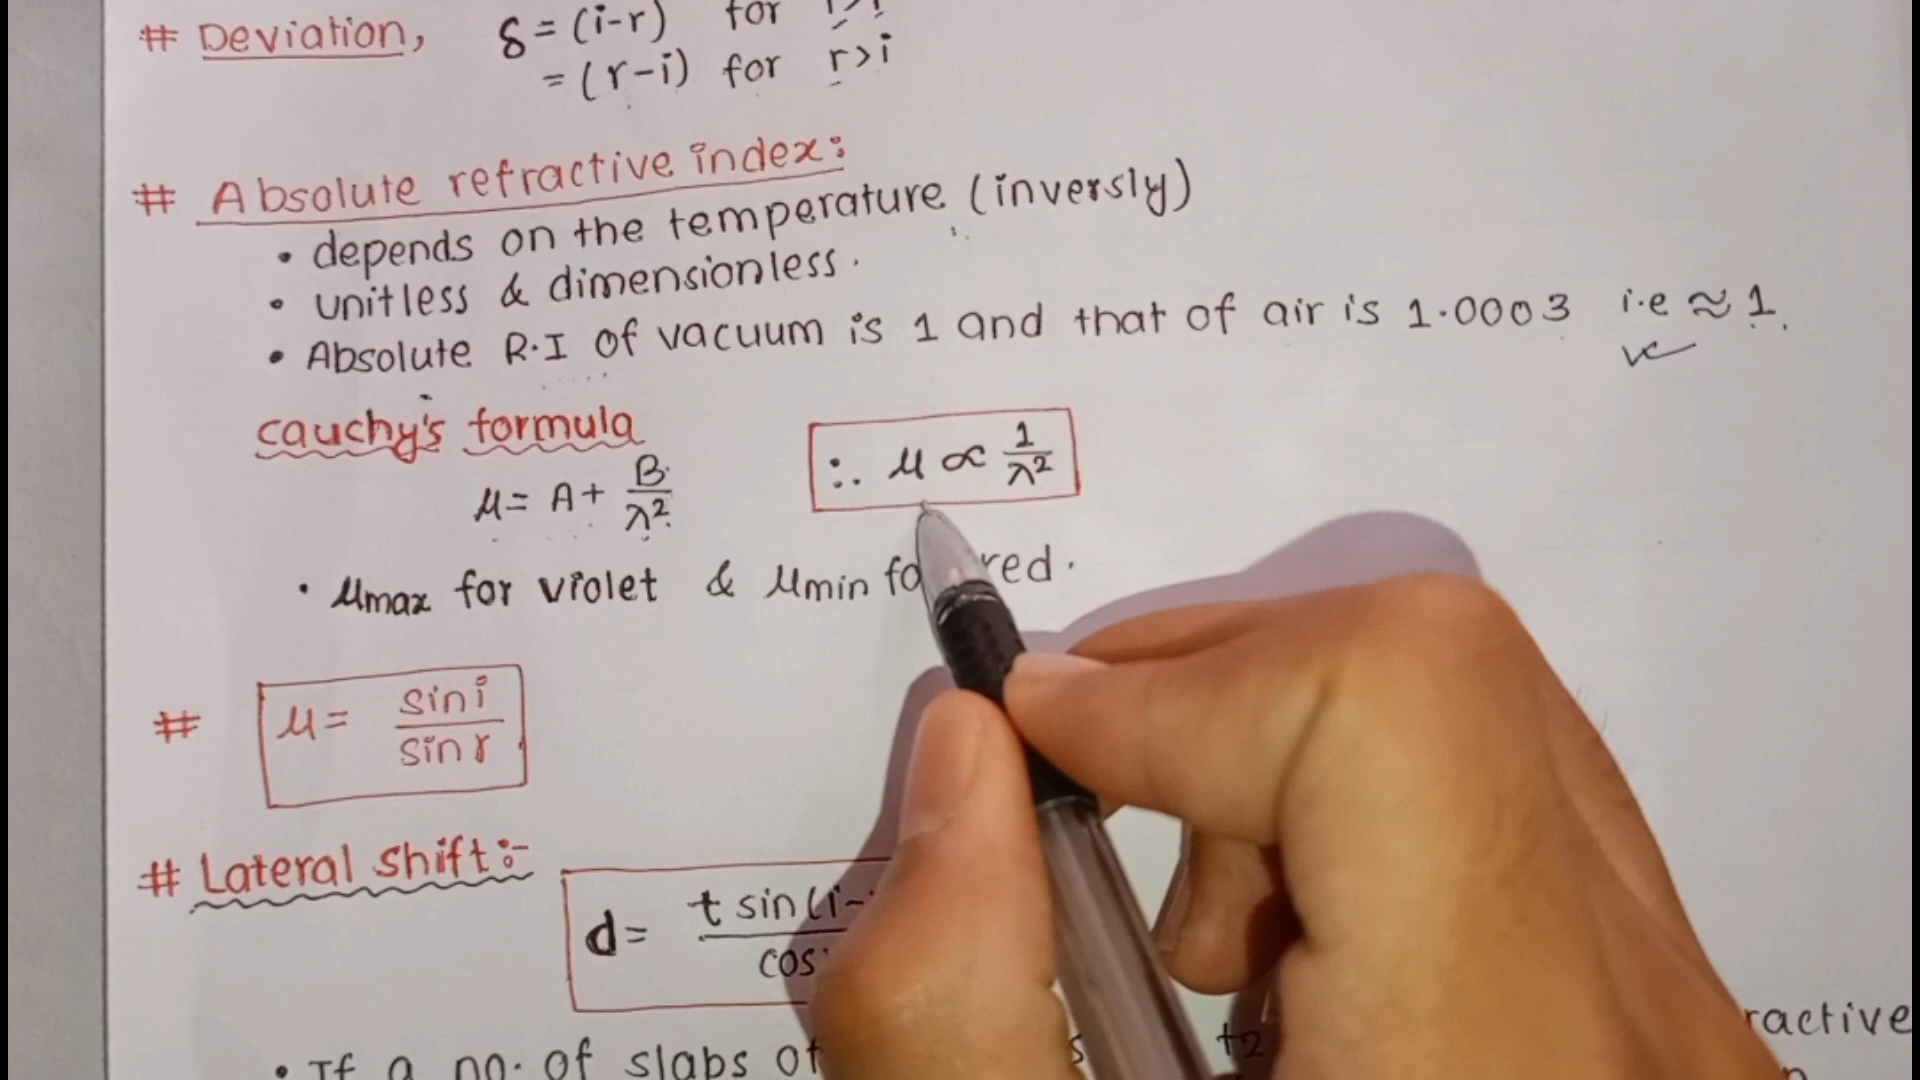 # Deviation, δ = (i-r) for
= (r-i) for r>i
# Absolute refractive index:
• depends on the temperature (inversly)
• unitless & dimensionless.
• Absolute R.I of vacuum is 1 and that of air is 1.0003 i.e ≈ 1.
cauchy's formula
μ = A + B/λ² ∴ μ ∝ 1/λ²
• μmax for violet & μmin red.
# μ = sin i / sin r
# Lateral shift:-
d = t sin(i- / cos
• If a no. of slabs of t2